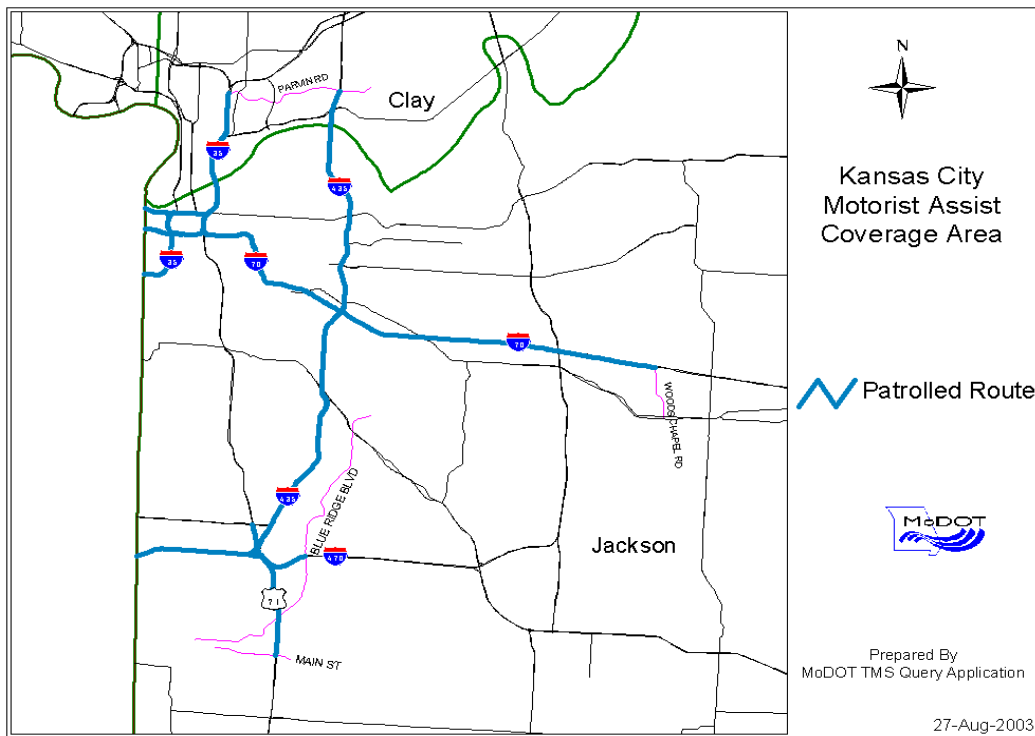 N
PARVIN RD
Clay
35
435
Kansas City
Motorist Assist
Coverage Area
35
70
70
Patrolled Route
WOODS CHAPEL RD
435
BLUE RIDGE BLVD
MoDOT
470
Jackson
71
MAIN ST
Prepared By
MoDOT TMS Query Application
27-Aug-2003